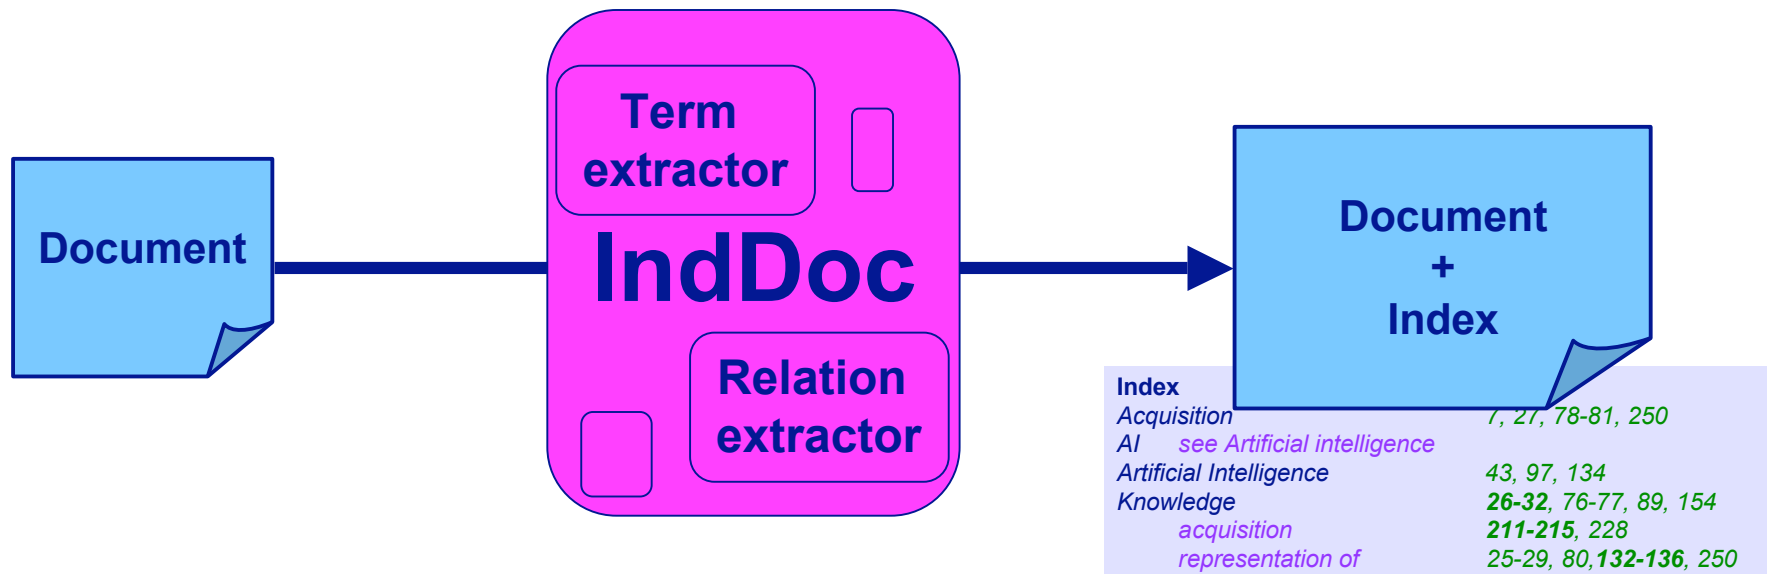 Document
Term
extractor
IndDoc
Relation
extractor
Document
+
Index
Index
Acquisition 7, 27, 78-81, 250
AI see Artificial intelligence
Artificial Intelligence 43, 97, 134
Knowledge 26-32, 76-77, 89, 154
acquisition 211-215, 228
representation of 25-29, 80,132-136, 250